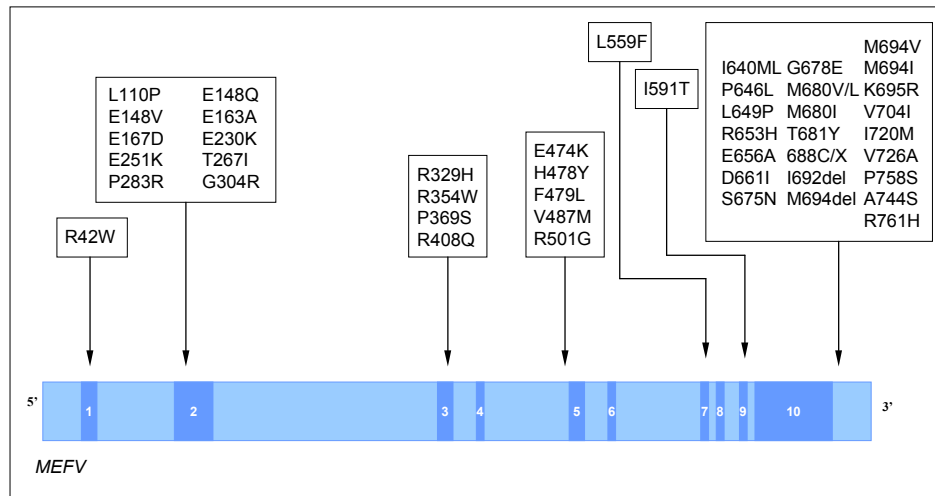 L559F
I591T
M694V
I640ML G678E M694I
P646L M680V/L K695R
L649P M680I V704I
R653H T681Y I720M
E656A 688C/X V726A
D661I I692del P758S
S675N M694del A744S
R761H
L110P E148Q
E148V E163A
E167D E230K
E251K T267I
P283R G304R
E474K
H478Y
F479L
V487M
R501G
R329H
R354W
P369S
R408Q
R42W
5’ 1 2 3 4 5 6 7 8 9 10 3’
MEFV